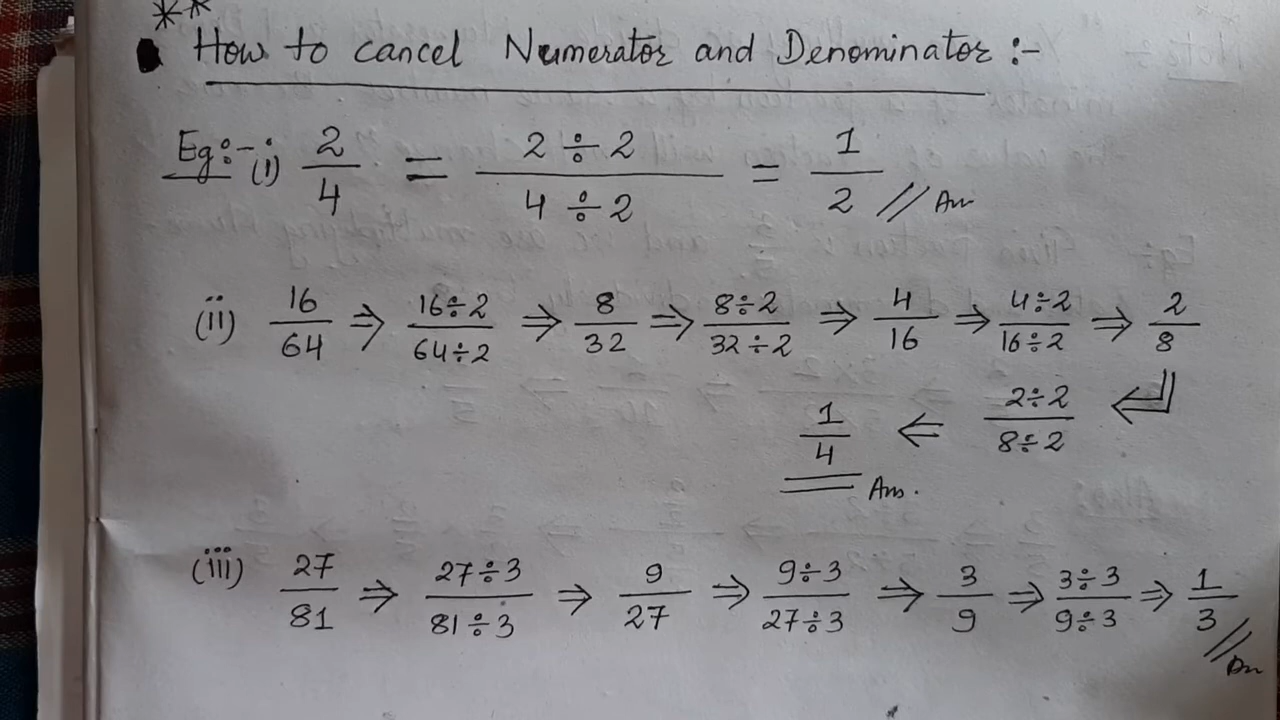 **
• How to cancel Numerator and Denominator :-
Eg:- (i) 2/4 = 2÷2/4÷2 = 1/2 // An
(ii) 16/64 ⇒ 16÷2/64÷2 ⇒ 8/32 ⇒ 8÷2/32÷2 ⇒ 4/16 ⇒ 4÷2/16÷2 ⇒ 2/8
1/4 ⇐ 2÷2/8÷2 ⇐
Ans.
(iii) 27/81 ⇒ 27÷3/81÷3 ⇒ 9/27 ⇒ 9÷3/27÷3 ⇒ 3/9 ⇒ 3÷3/9÷3 ⇒ 1/3 // An